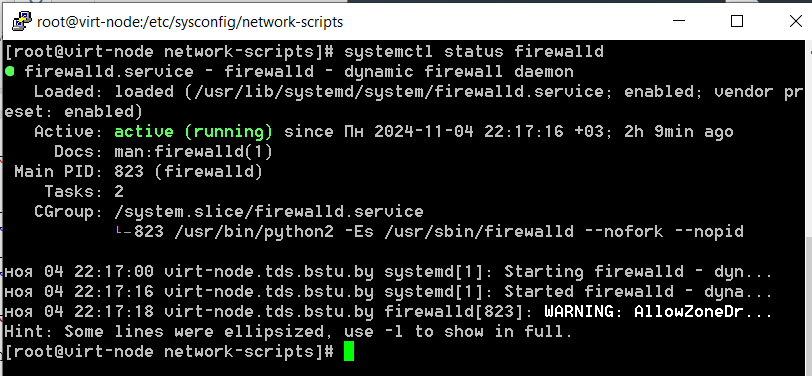 root@virt-node:/etc/sysconfig/network-scripts
[root@virt-node network-scripts]# systemctl status firewalld
● firewalld.service - firewalld - dynamic firewall daemon
   Loaded: loaded (/usr/lib/systemd/system/firewalld.service; enabled; vendor pr
eset: enabled)
   Active: active (running) since Пн 2024-11-04 22:17:16 +03; 2h 9min ago
     Docs: man:firewalld(1)
 Main PID: 823 (firewalld)
    Tasks: 2
   CGroup: /system.slice/firewalld.service
           └─823 /usr/bin/python2 -Es /usr/sbin/firewalld --nofork --nopid
ноя 04 22:17:00 virt-node.tds.bstu.by systemd[1]: Starting firewalld - dyn...
ноя 04 22:17:16 virt-node.tds.bstu.by systemd[1]: Started firewalld - dyna...
ноя 04 22:17:18 virt-node.tds.bstu.by firewalld[823]: WARNING: AllowZoneDr...
Hint: Some lines were ellipsized, use -l to show in full.
[root@virt-node network-scripts]#